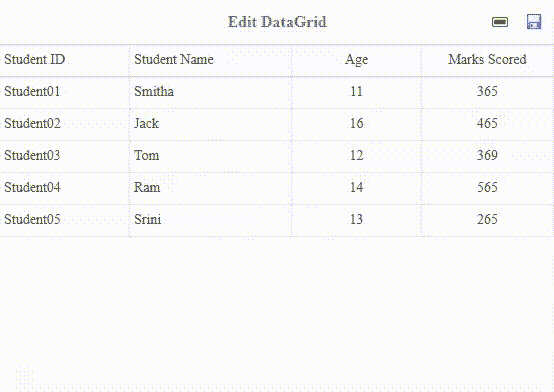 Edit DataGrid
Student ID Student Name Age Marks Scored
Student01 Smitha 11 365
Student02 Jack 16 465
Student03 Tom 12 369
Student04 Ram 14 565
Student05 Srini 13 265